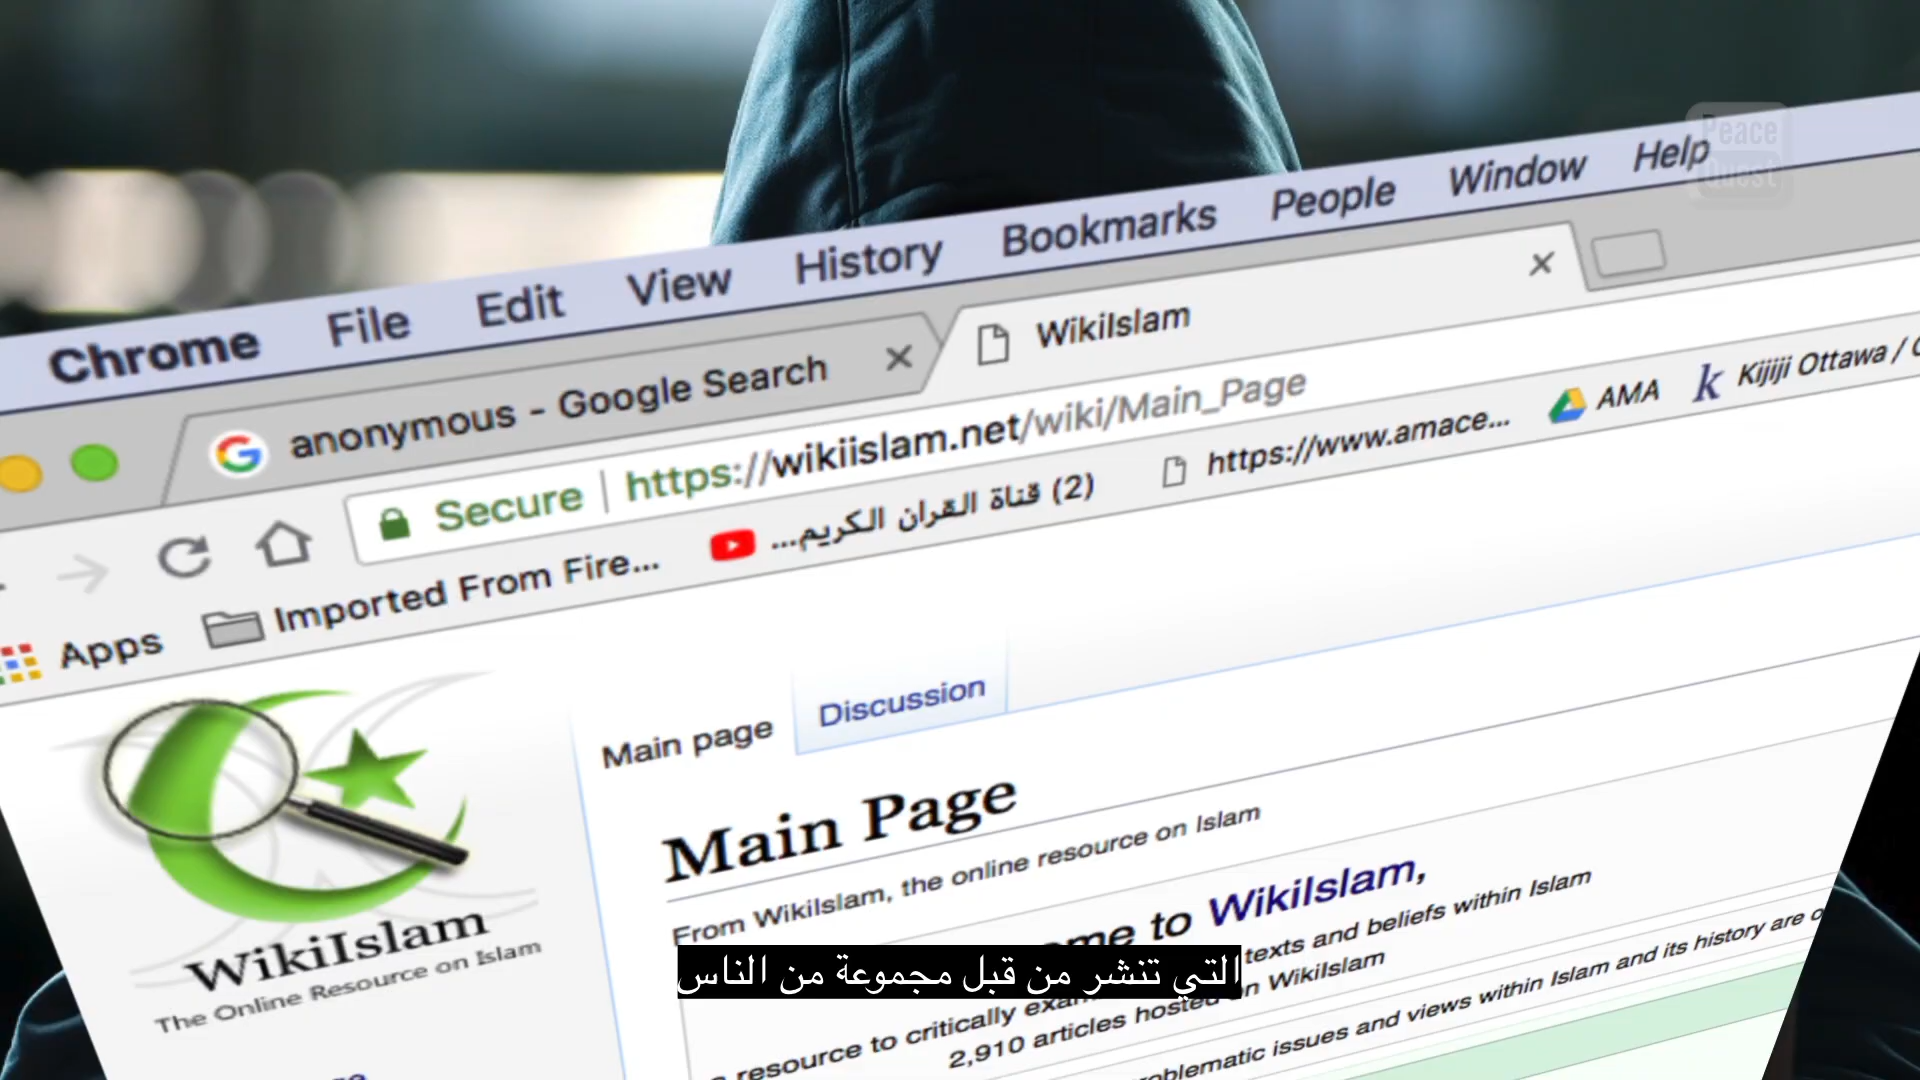 Peace
Quest
Chrome File Edit View History Bookmarks People Window Help
anonymous - Google Search
WikiIslam
Secure | https://wikiislam.net/wiki/Main_Page
Apps
Imported From Fire...
(2) قناة القران الكريم...
https://www.amace...
AMA
Kijiji Ottawa /
WikiIslam
The Online Resource on Islam
Main page
Discussion
Main Page
From WikiIslam, the online resource on Islam
to WikiIslam,
resource to critically texts and beliefs within Islam
2,910 articles hosted on WikiIslam
issues and views within Islam and its history are
التي تنشر من قبل مجموعة من الناس